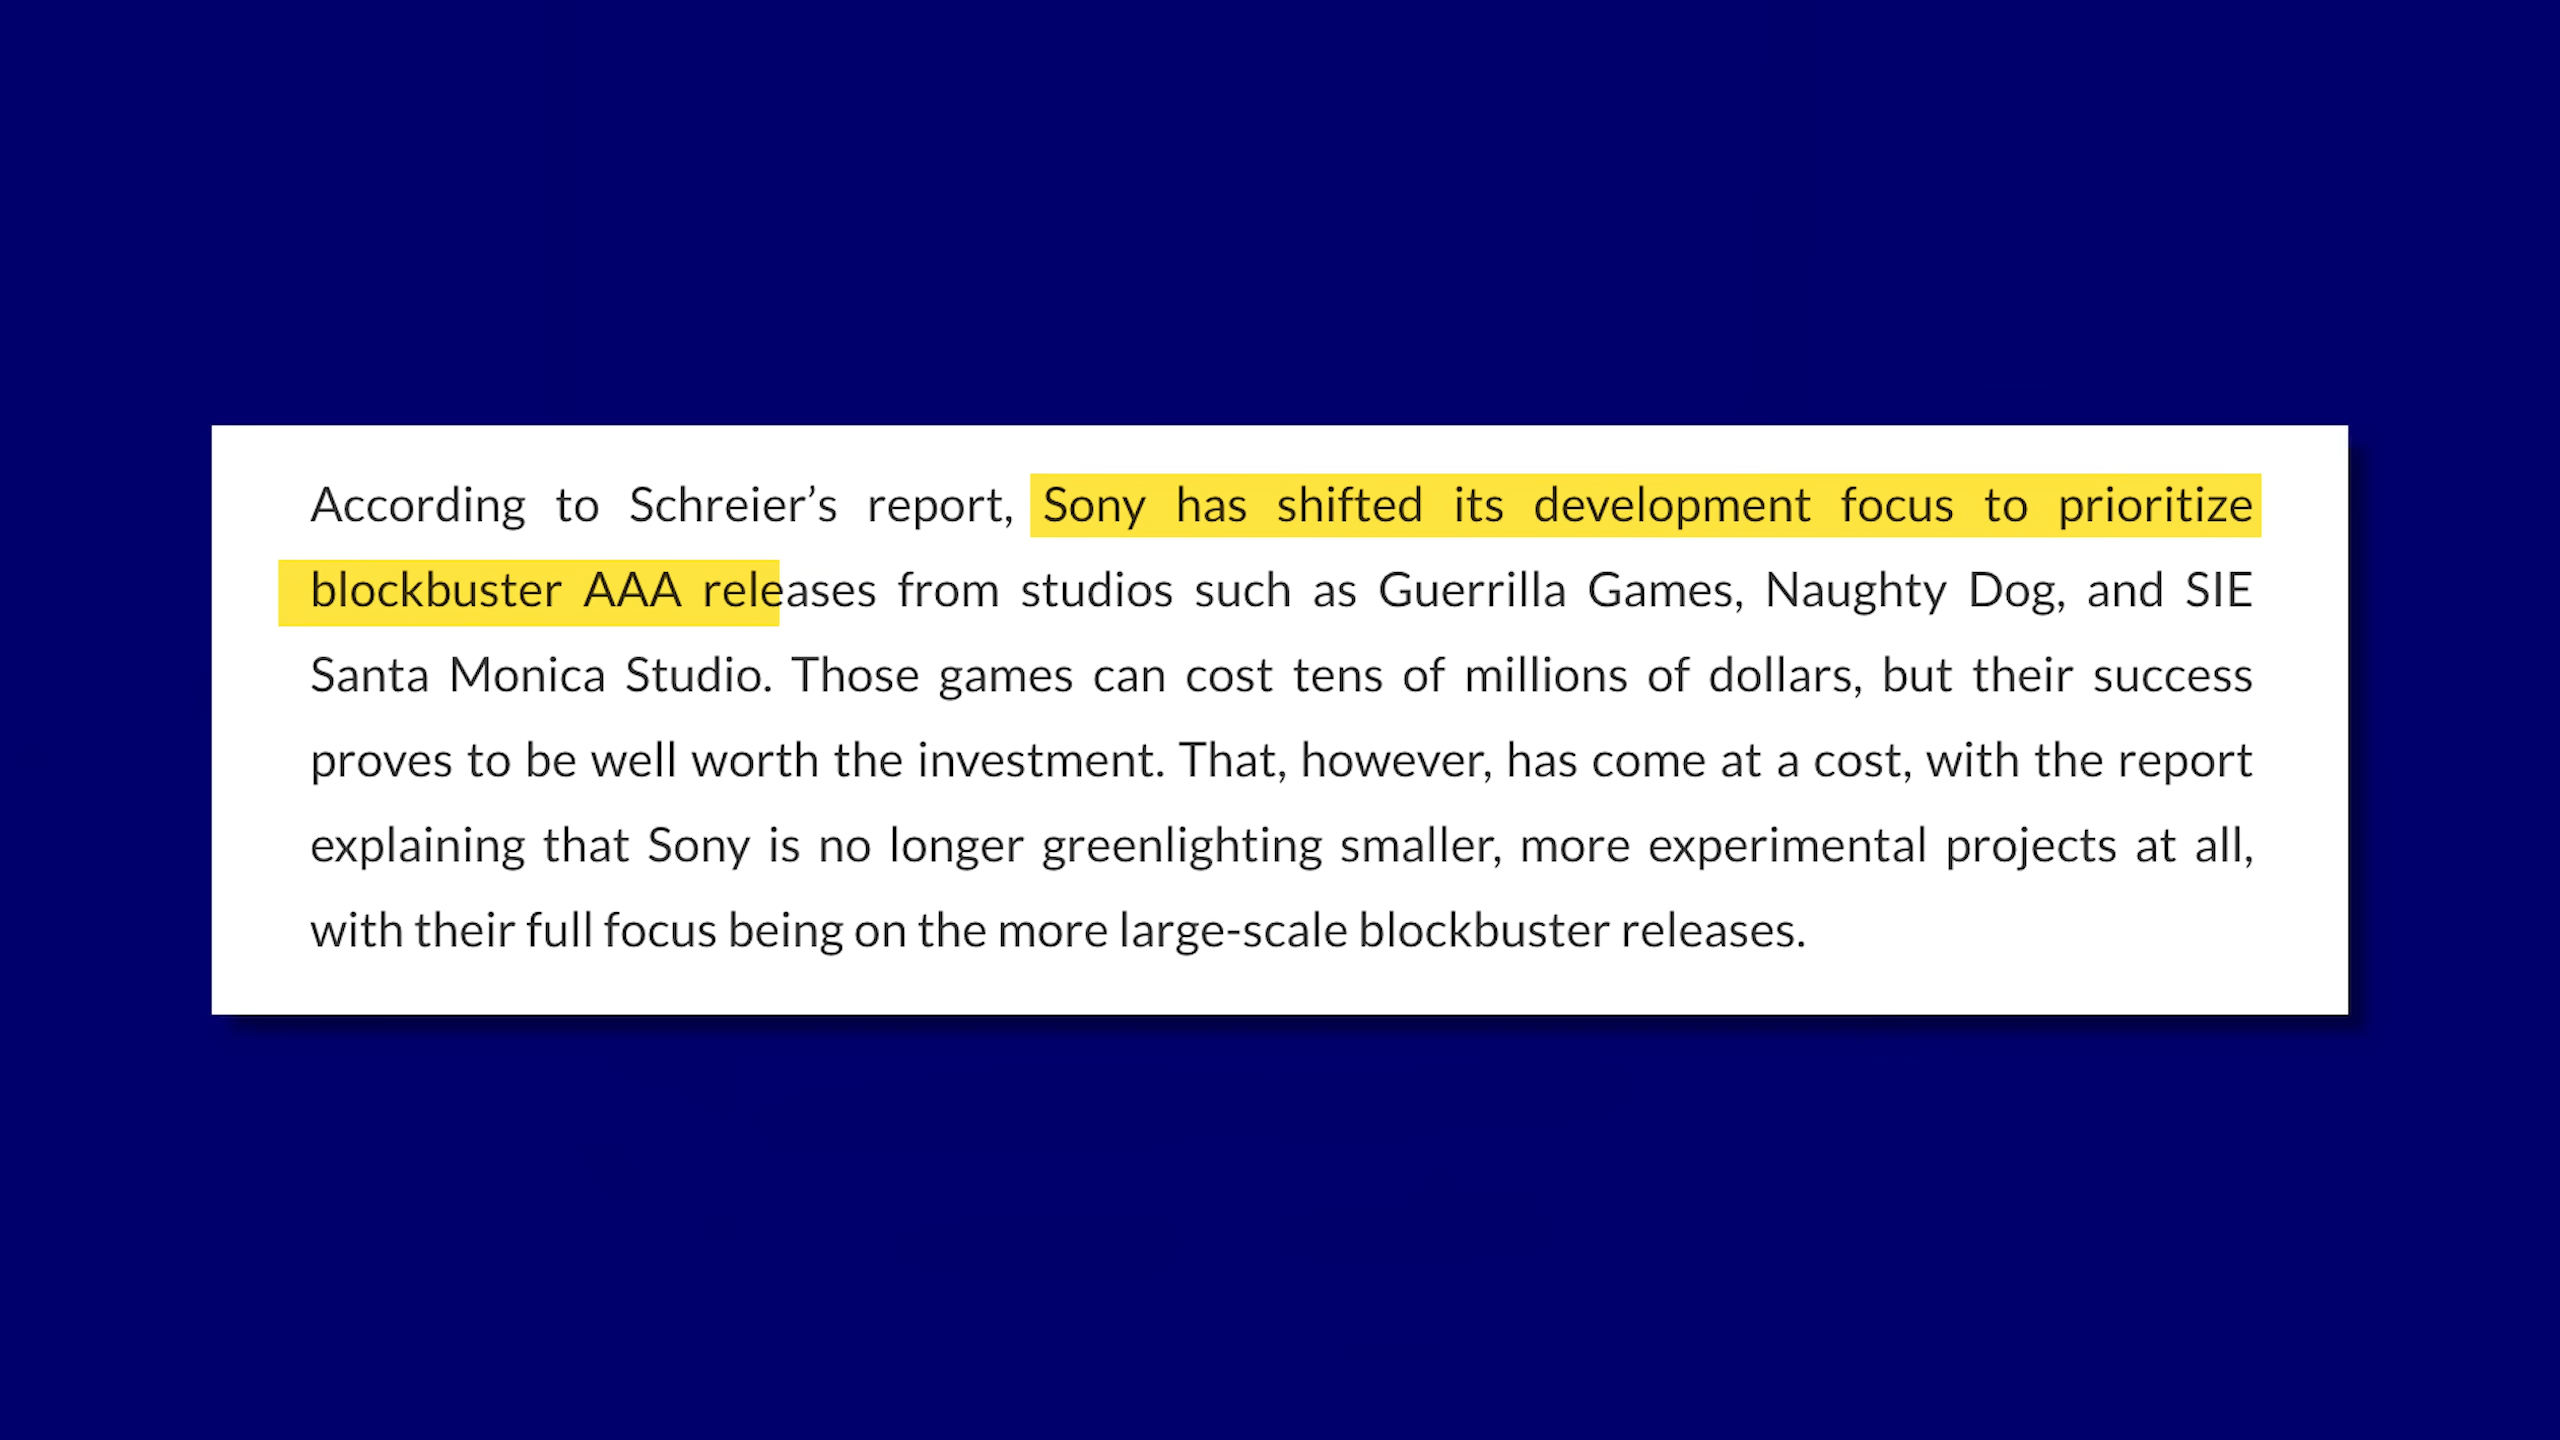 According to Schreier’s report, Sony has shifted its development focus to prioritize
blockbuster AAA releases from studios such as Guerrilla Games, Naughty Dog, and SIE
Santa Monica Studio. Those games can cost tens of millions of dollars, but their success
proves to be well worth the investment. That, however, has come at a cost, with the report
explaining that Sony is no longer greenlighting smaller, more experimental projects at all,
with their full focus being on the more large-scale blockbuster releases.